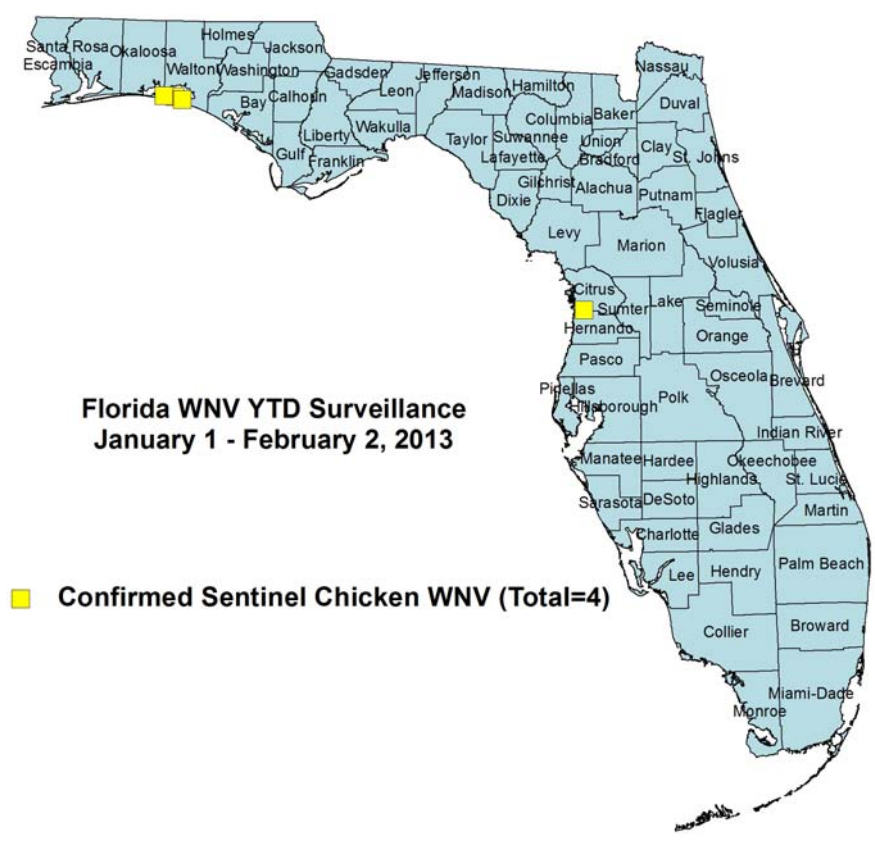 Holmes
Santa Rosa Okaloosa Jackson
Escambia Walton Washington Gadsden Jefferson Nassau
Leon Madison Hamilton
Bay Calhoun Duval
Columbia Baker
Liberty Wakulla Taylor Suwannee Union Clay St. Johns
Gulf Franklin Lafayette Bradford
Gilchrist Alachua Putnam
Dixie Flagler
Levy Marion
Volusia
Citrus
Sumter Lake Seminole
Hernando Orange
Pasco
Osceola Brevard
Pinellas Hillsborough Polk
Florida WNV YTD Surveillance
January 1 - February 2, 2013
Indian River
Manatee Hardee Okeechobee
Highlands St. Lucie
Sarasota DeSoto
Martin
Charlotte Glades
Lee Hendry Palm Beach
Confirmed Sentinel Chicken WNV (Total=4)
Collier Broward
Miami-Dade
Monroe